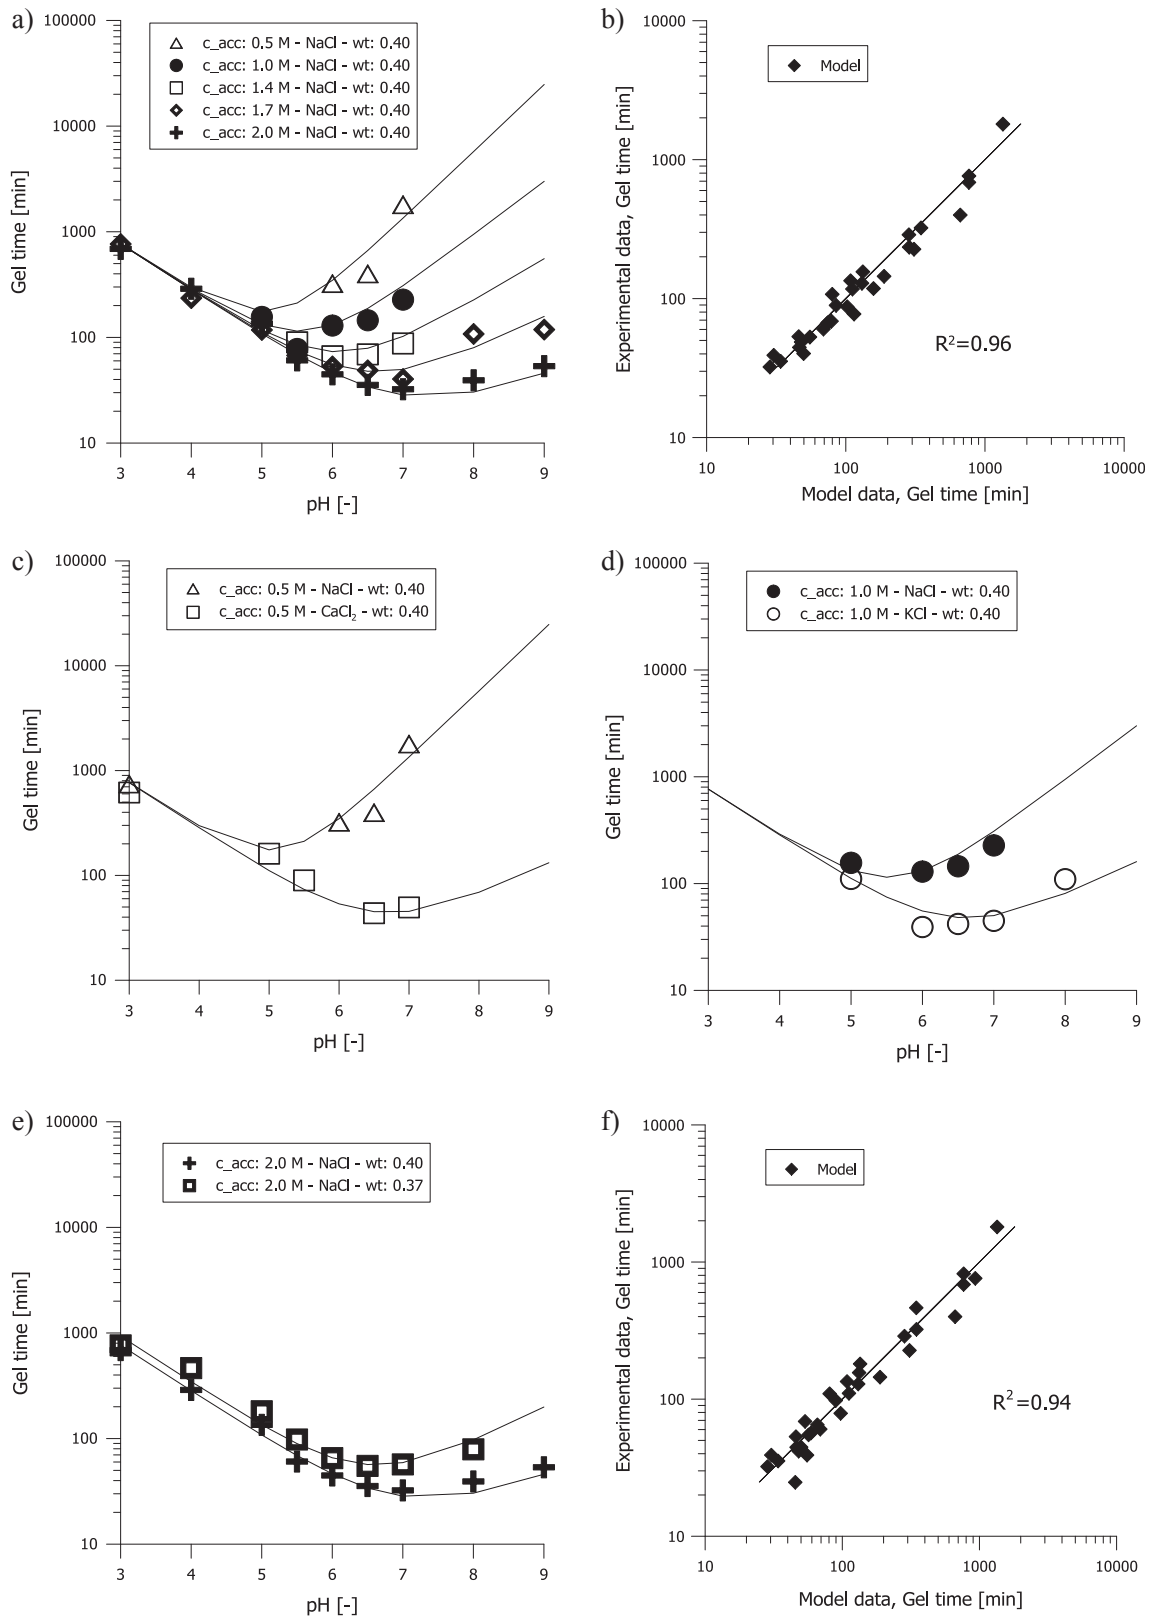 a)
100000
10000
1000
100
10
Gel time [min]
c_acc: 0.5 M - NaCl - wt: 0.40
c_acc: 1.0 M - NaCl - wt: 0.40
c_acc: 1.4 M - NaCl - wt: 0.40
c_acc: 1.7 M - NaCl - wt: 0.40
c_acc: 2.0 M - NaCl - wt: 0.40
3 4 5 6 7 8 9
pH [-]
b)
10000
1000
100
10
Experimental data, Gel time [min]
Model
R²=0.96
10 100 1000 10000
Model data, Gel time [min]
c)
100000
10000
1000
100
10
Gel time [min]
c_acc: 0.5 M - NaCl - wt: 0.40
c_acc: 0.5 M - CaCl₂ - wt: 0.40
3 4 5 6 7 8 9
pH [-]
d)
100000
10000
1000
100
10
Gel time [min]
c_acc: 1.0 M - NaCl - wt: 0.40
c_acc: 1.0 M - KCl - wt: 0.40
3 4 5 6 7 8 9
pH [-]
e)
100000
10000
1000
100
10
Gel time [min]
c_acc: 2.0 M - NaCl - wt: 0.40
c_acc: 2.0 M - NaCl - wt: 0.37
3 4 5 6 7 8 9
pH [-]
f)
10000
1000
100
10
Experimental data, Gel time [min]
Model
R²=0.94
10 100 1000 10000
Model data, Gel time [min]